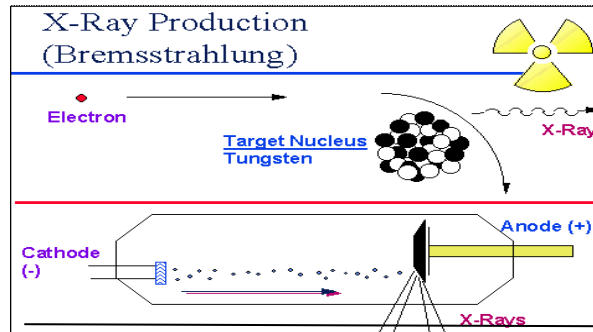 X-Ray Production
(Bremsstrahlung)
Electron
Target Nucleus
Tungsten
X-Ray
Anode (+)
Cathode
(-)
X-Rays